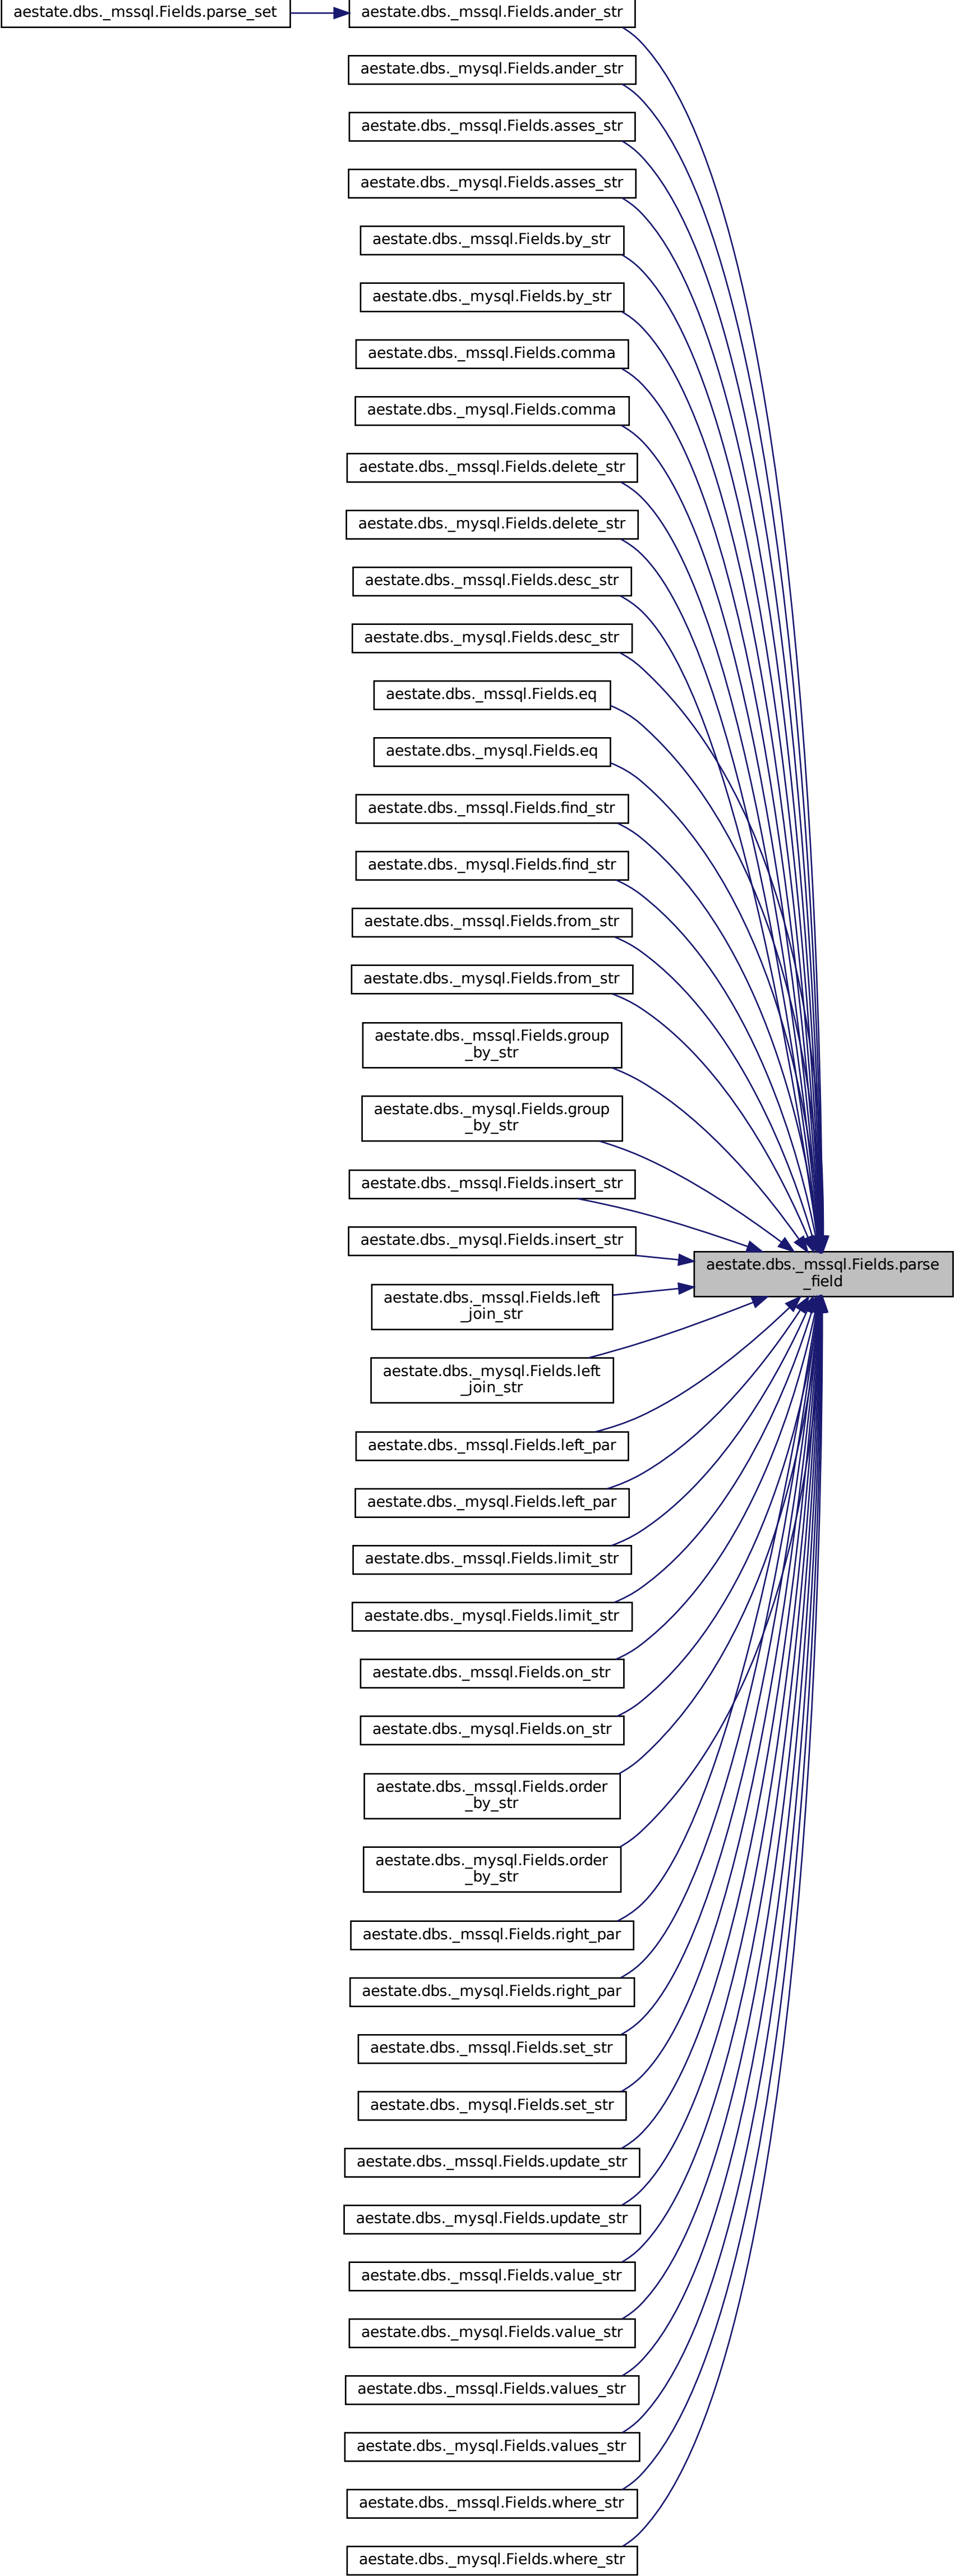 aestate.dbs._mssql.Fields.parse_set
aestate.dbs._mssql.Fields.ander_str
aestate.dbs._mysql.Fields.ander_str
aestate.dbs._mssql.Fields.asses_str
aestate.dbs._mysql.Fields.asses_str
aestate.dbs._mssql.Fields.by_str
aestate.dbs._mysql.Fields.by_str
aestate.dbs._mssql.Fields.comma
aestate.dbs._mysql.Fields.comma
aestate.dbs._mssql.Fields.delete_str
aestate.dbs._mysql.Fields.delete_str
aestate.dbs._mssql.Fields.desc_str
aestate.dbs._mysql.Fields.desc_str
aestate.dbs._mssql.Fields.eq
aestate.dbs._mysql.Fields.eq
aestate.dbs._mssql.Fields.find_str
aestate.dbs._mysql.Fields.find_str
aestate.dbs._mssql.Fields.from_str
aestate.dbs._mysql.Fields.from_str
aestate.dbs._mssql.Fields.group
_by_str
aestate.dbs._mysql.Fields.group
_by_str
aestate.dbs._mssql.Fields.insert_str
aestate.dbs._mysql.Fields.insert_str
aestate.dbs._mssql.Fields.parse
_field
aestate.dbs._mssql.Fields.left
_join_str
aestate.dbs._mysql.Fields.left
_join_str
aestate.dbs._mssql.Fields.left_par
aestate.dbs._mysql.Fields.left_par
aestate.dbs._mssql.Fields.limit_str
aestate.dbs._mysql.Fields.limit_str
aestate.dbs._mssql.Fields.on_str
aestate.dbs._mysql.Fields.on_str
aestate.dbs._mssql.Fields.order
_by_str
aestate.dbs._mysql.Fields.order
_by_str
aestate.dbs._mssql.Fields.right_par
aestate.dbs._mysql.Fields.right_par
aestate.dbs._mssql.Fields.set_str
aestate.dbs._mysql.Fields.set_str
aestate.dbs._mssql.Fields.update_str
aestate.dbs._mysql.Fields.update_str
aestate.dbs._mssql.Fields.value_str
aestate.dbs._mysql.Fields.value_str
aestate.dbs._mssql.Fields.values_str
aestate.dbs._mysql.Fields.values_str
aestate.dbs._mssql.Fields.where_str
aestate.dbs._mysql.Fields.where_str